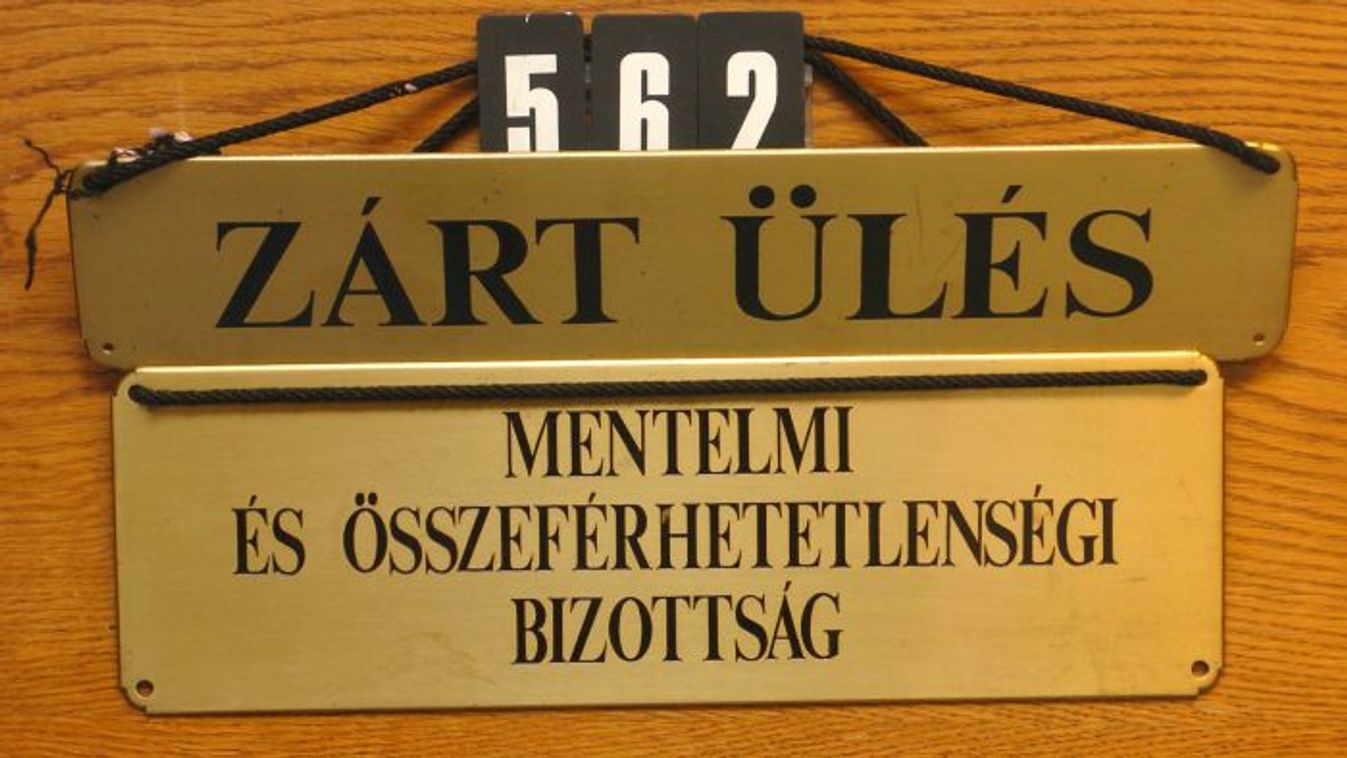 562
ZÁRT ÜLÉS
MENTELMI
ÉS ÖSSZEFÉRHETETLENSÉGI
BIZOTTSÁG